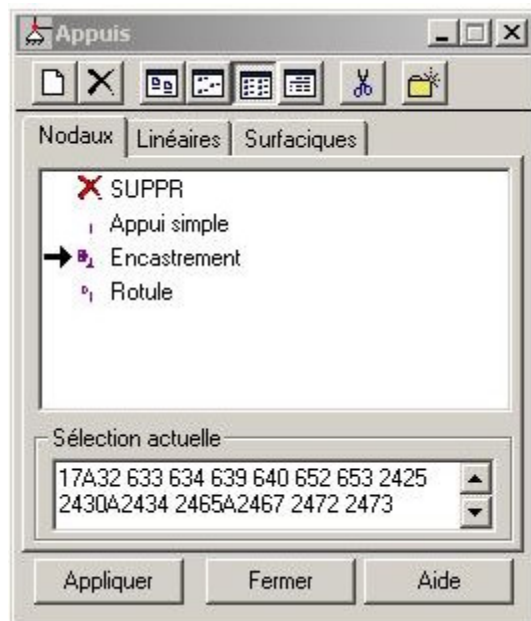 Appuis
Nodaux Linéaires Surfaciques
SUPPR
Appui simple
Encastrement
Rotule
Sélection actuelle
17A32 633 634 639 640 652 653 2425
2430A2434 2465A2467 2472 2473
Appliquer Fermer Aide